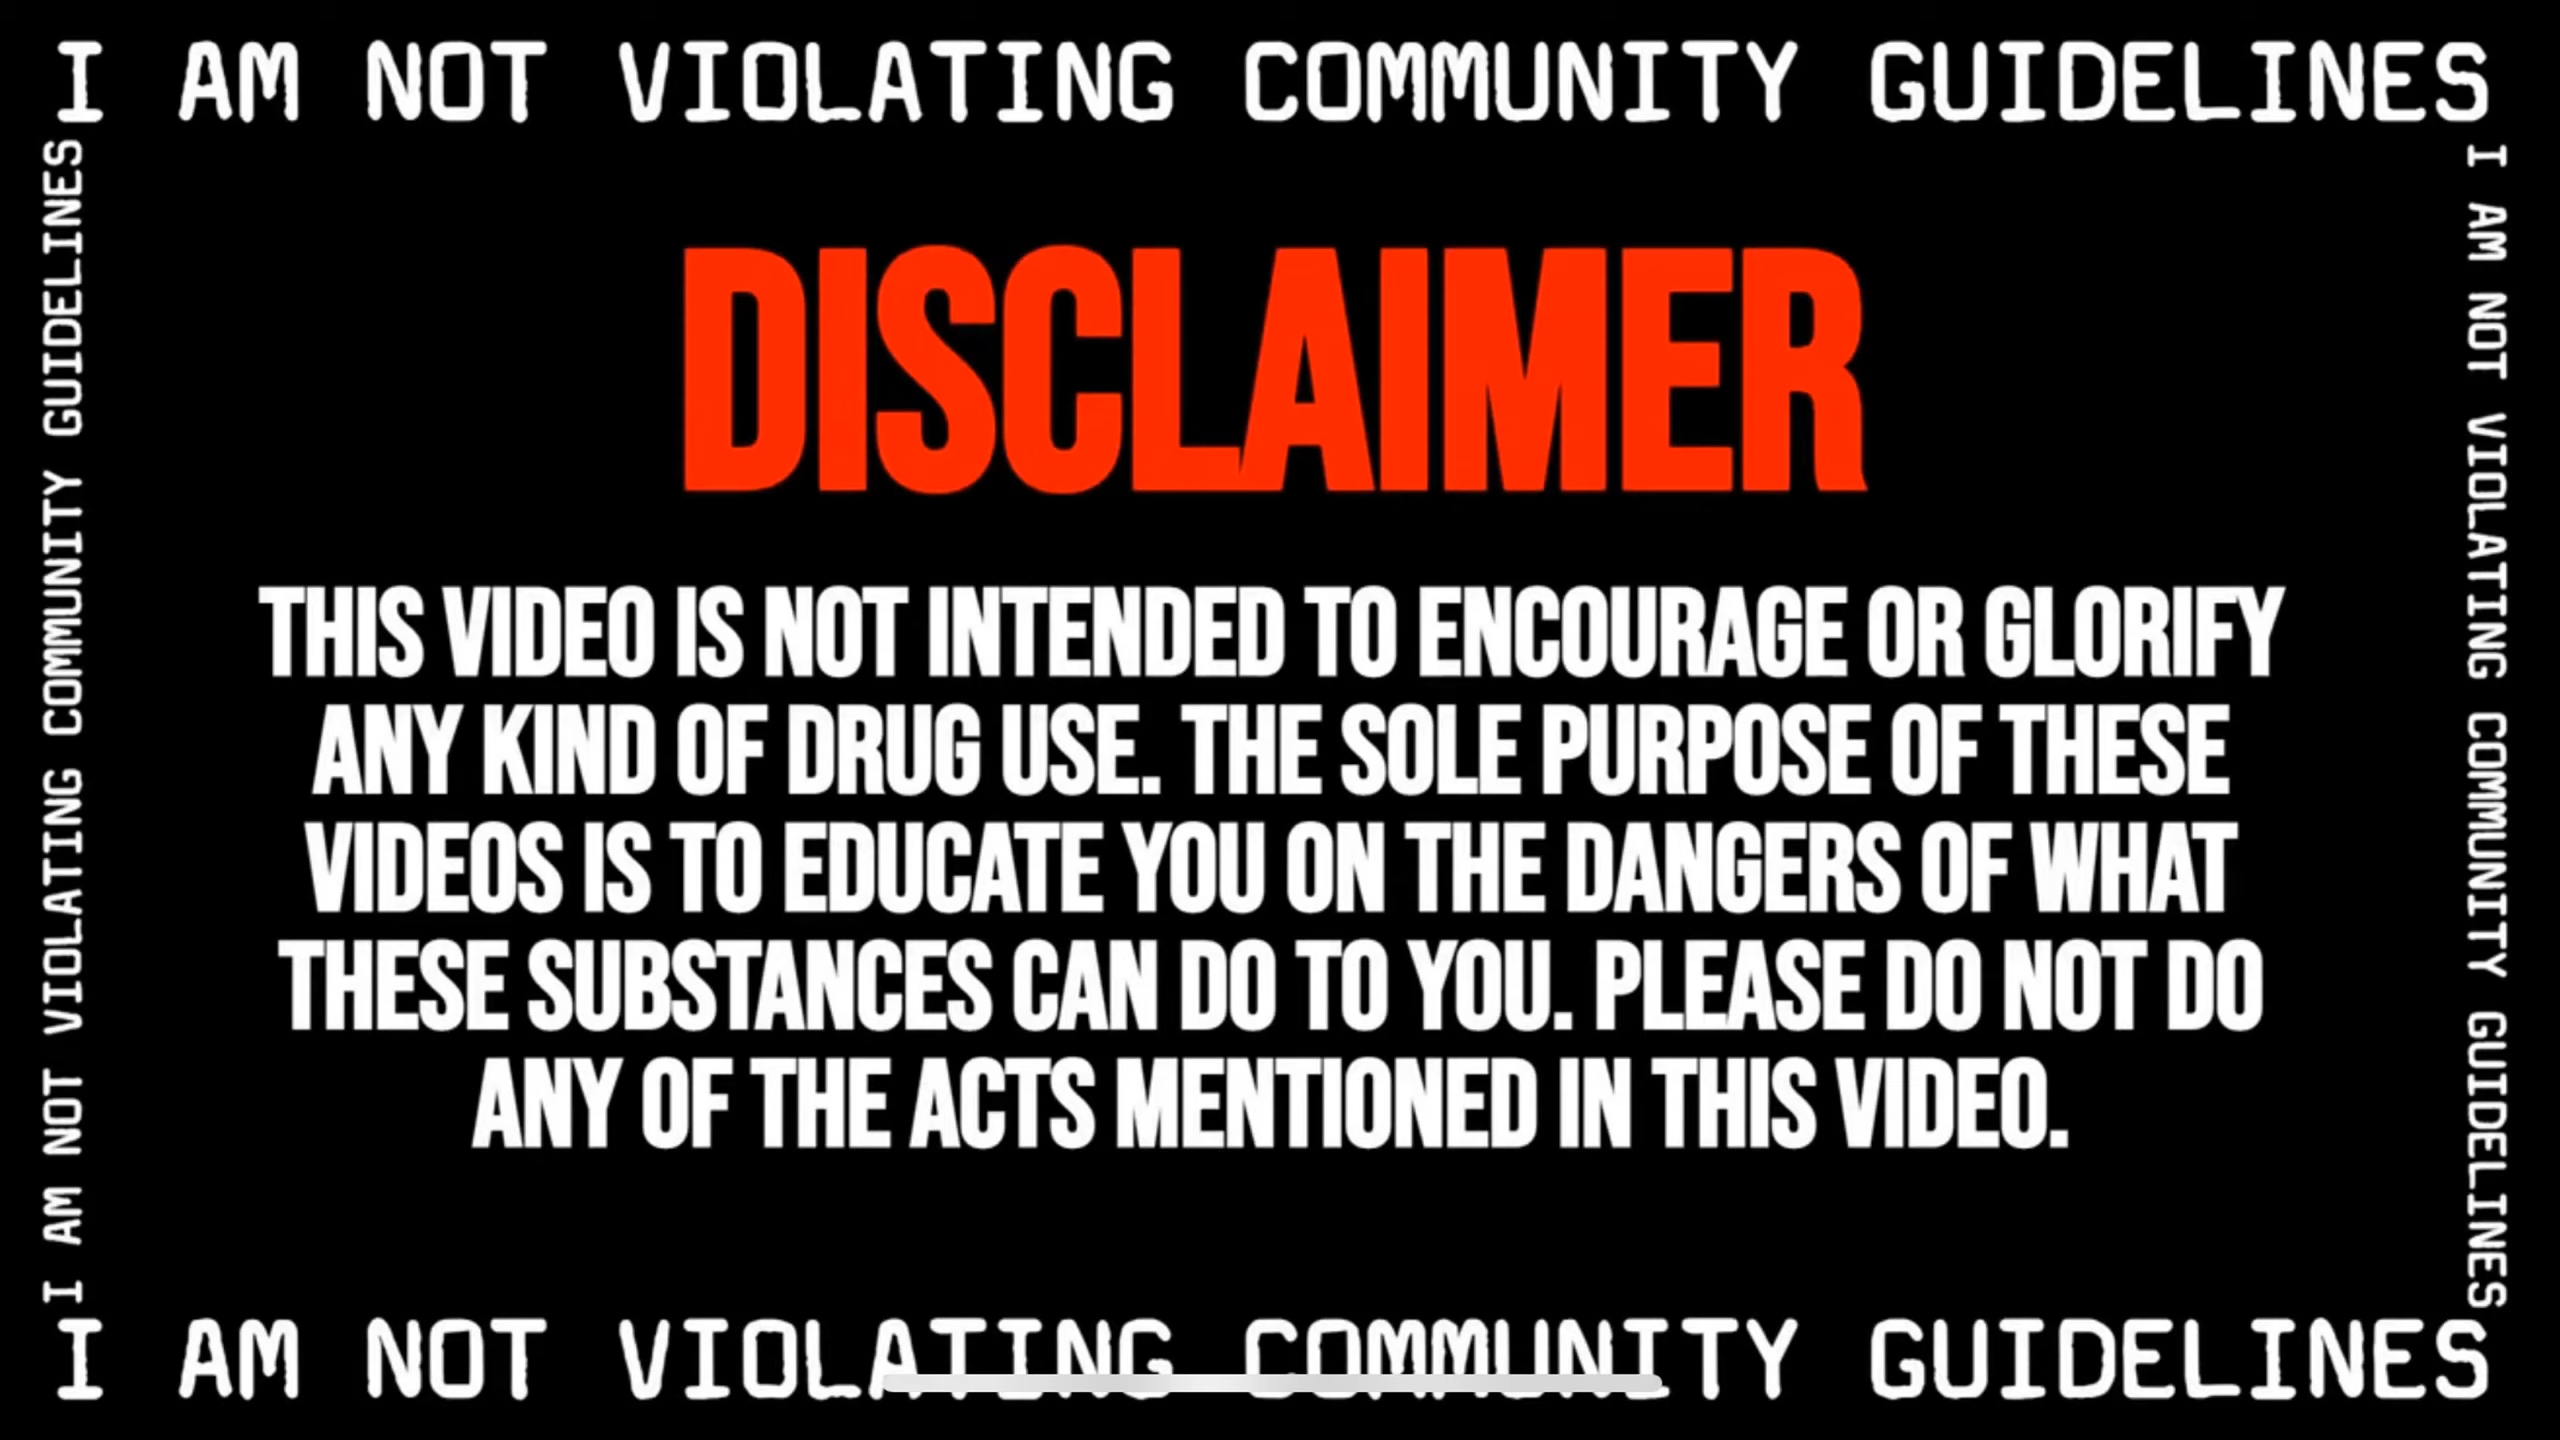 I AM NOT VIOLATING COMMUNITY GUIDELINES
I AM NOT VIOLATING COMMUNITY GUIDELINES
I AM NOT VIOLATING COMMUNITY GUIDELINES
DISCLAIMER
THIS VIDEO IS NOT INTENDED TO ENCOURAGE OR GLORIFY
ANY KIND OF DRUG USE. THE SOLE PURPOSE OF THESE
VIDEOS IS TO EDUCATE YOU ON THE DANGERS OF WHAT
THESE SUBSTANCES CAN DO TO YOU. PLEASE DO NOT DO
ANY OF THE ACTS MENTIONED IN THIS VIDEO.
I AM NOT VIOLATING COMMUNITY GUIDELINES